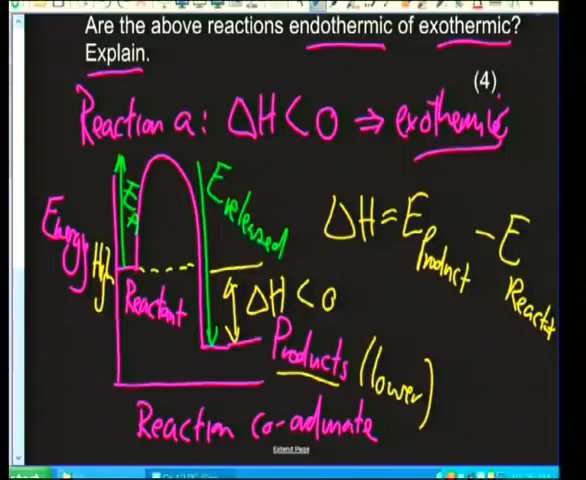 Are the above reactions endothermic of exothermic?
Explain.
(4)
Reaction a: ΔH < 0 ⇒ exothermic
EA
E released
ΔH = E Product - E Reactant
Energy
High
Reactant
ΔH < 0
Products (lower)
Reaction co-ordinate
Extend Page